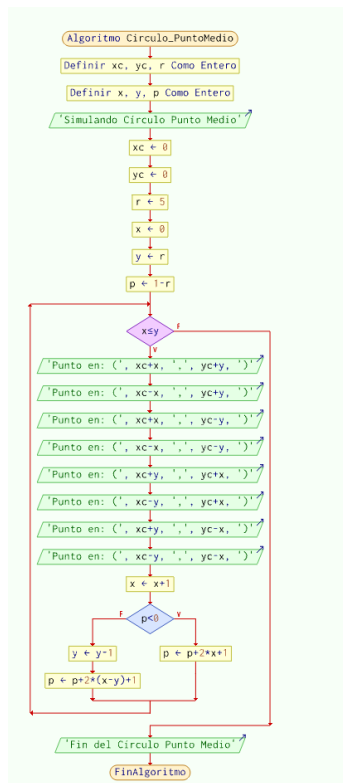 Algoritmo Circulo_PuntoMedio
Definir xc, yc, r Como Entero
Definir x, y, p Como Entero
'Simulando Círculo Punto Medio'
xc ← 0
yc ← 0
r ← 5
x ← 0
y ← r
p ← 1-r
x≤y
F
V
'Punto en: (', xc+x, ',', yc+y, ')'
'Punto en: (', xc-x, ',', yc+y, ')'
'Punto en: (', xc+x, ',', yc-y, ')'
'Punto en: (', xc-x, ',', yc-y, ')'
'Punto en: (', xc+y, ',', yc+x, ')'
'Punto en: (', xc-y, ',', yc+x, ')'
'Punto en: (', xc+y, ',', yc-x, ')'
'Punto en: (', xc-y, ',', yc-x, ')'
x ← x+1
F
p<0
V
y ← y-1
p ← p+2*x+1
p ← p+2*(x-y)+1
'Fin del Círculo Punto Medio'
FinAlgoritmo